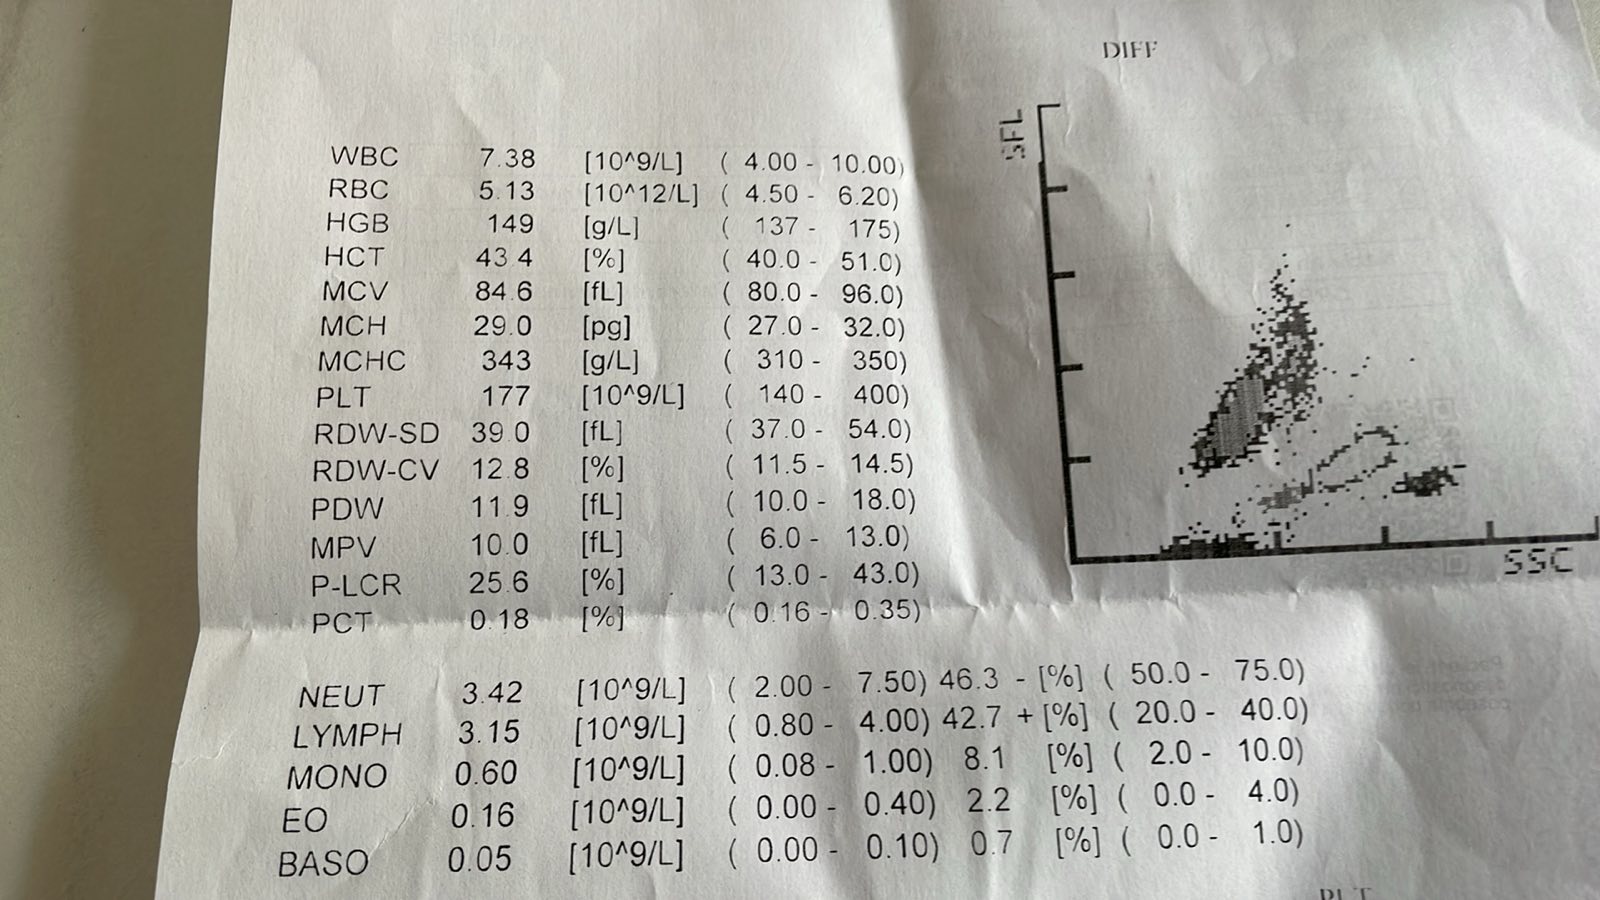 DIFF
SFL
WBC 7.38 [10^9/L] ( 4.00 - 10.00)
RBC 5.13 [10^12/L] ( 4.50 - 6.20)
HGB 149 [g/L] ( 137 - 175)
HCT 43.4 [%] ( 40.0 - 51.0)
MCV 84.6 [fL] ( 80.0 - 96.0)
MCH 29.0 [pg] ( 27.0 - 32.0)
MCHC 343 [g/L] ( 310 - 350)
PLT 177 [10^9/L] ( 140 - 400)
RDW-SD 39.0 [fL] ( 37.0 - 54.0)
RDW-CV 12.8 [%] ( 11.5 - 14.5)
PDW 11.9 [fL] ( 10.0 - 18.0)
MPV 10.0 [fL] ( 6.0 - 13.0)
P-LCR 25.6 [%] ( 13.0 - 43.0)
PCT 0.18 [%] ( 0.16 - 0.35)
SSC
NEUT 3.42 [10^9/L] ( 2.00 - 7.50) 46.3 - [%] ( 50.0 - 75.0)
LYMPH 3.15 [10^9/L] ( 0.80 - 4.00) 42.7 + [%] ( 20.0 - 40.0)
MONO 0.60 [10^9/L] ( 0.08 - 1.00) 8.1 [%] ( 2.0 - 10.0)
EO 0.16 [10^9/L] ( 0.00 - 0.40) 2.2 [%] ( 0.0 - 4.0)
BASO 0.05 [10^9/L] ( 0.00 - 0.10) 0.7 [%] ( 0.0 - 1.0)
PLT